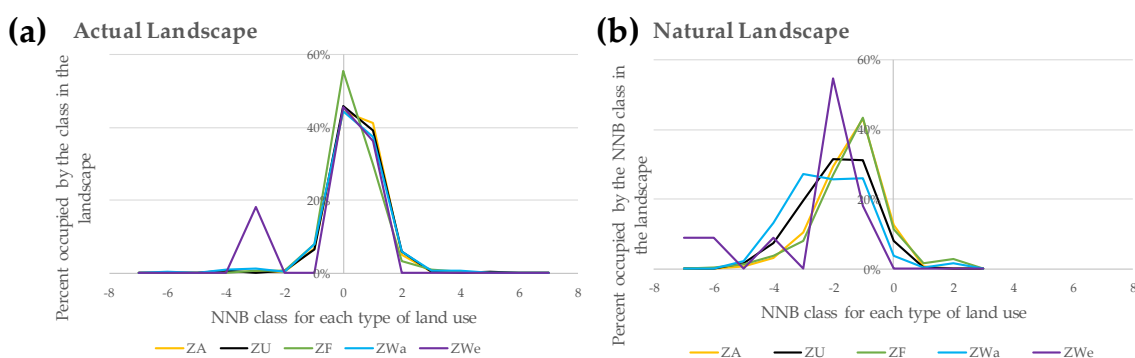 (a) Actual Landscape
Percent occupied by the class in the
landscape
60%
40%
20%
0%
-8 -6 -4 -2 0 2 4 6 8
NNB class for each type of land use
ZA ZU ZF ZWa ZWe
(b) Natural Landscape
Percent occupied by the NNB class in
the landscape
60%
40%
20%
0%
-8 -6 -4 -2 0 2 4 6 8
NNB class for each type of land use
ZA ZU ZF ZWa ZWe